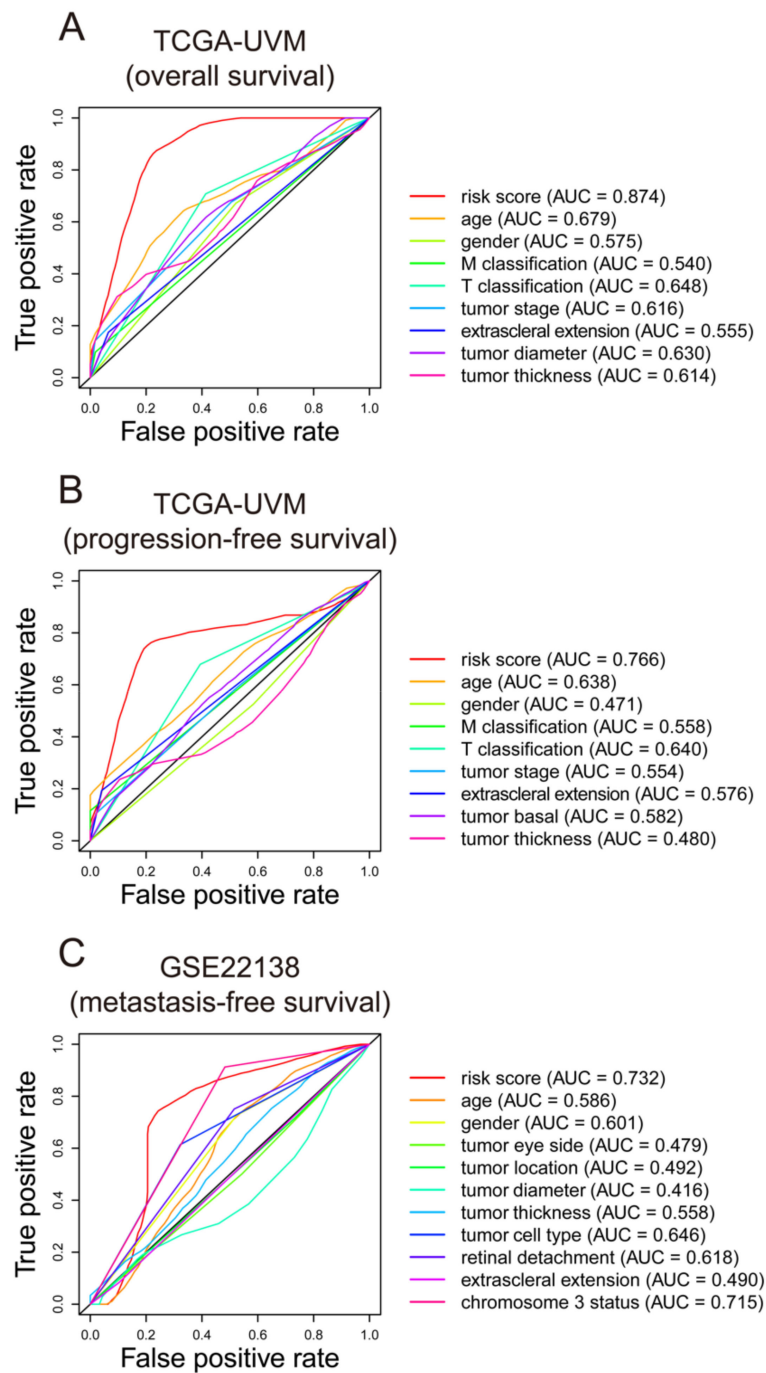 A
TCGA-UVM
(overall survival)
True positive rate
1.0
0.8
0.6
0.4
0.2
0.0
0.0 0.2 0.4 0.6 0.8 1.0
False positive rate
risk score (AUC = 0.874)
age (AUC = 0.679)
gender (AUC = 0.575)
M classification (AUC = 0.540)
T classification (AUC = 0.648)
tumor stage (AUC = 0.616)
extrascleral extension (AUC = 0.555)
tumor diameter (AUC = 0.630)
tumor thickness (AUC = 0.614)
B
TCGA-UVM
(progression-free survival)
True positive rate
1.0
0.8
0.6
0.4
0.2
0.0
0.0 0.2 0.4 0.6 0.8 1.0
False positive rate
risk score (AUC = 0.766)
age (AUC = 0.638)
gender (AUC = 0.471)
M classification (AUC = 0.558)
T classification (AUC = 0.640)
tumor stage (AUC = 0.554)
extrascleral extension (AUC = 0.576)
tumor basal (AUC = 0.582)
tumor thickness (AUC = 0.480)
C
GSE22138
(metastasis-free survival)
True positive rate
1.0
0.8
0.6
0.4
0.2
0.0
0.0 0.2 0.4 0.6 0.8 1.0
False positive rate
risk score (AUC = 0.732)
age (AUC = 0.586)
gender (AUC = 0.601)
tumor eye side (AUC = 0.479)
tumor location (AUC = 0.492)
tumor diameter (AUC = 0.416)
tumor thickness (AUC = 0.558)
tumor cell type (AUC = 0.646)
retinal detachment (AUC = 0.618)
extrascleral extension (AUC = 0.490)
chromosome 3 status (AUC = 0.715)